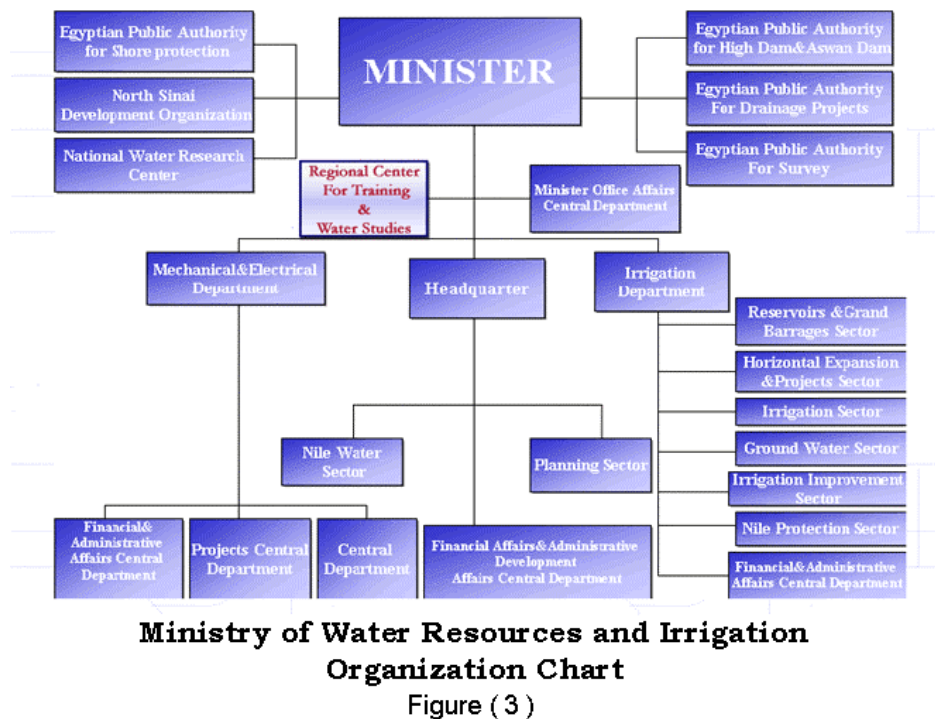 Egyptian Public Authority
for Shore protection
North Sinai
Development Organization
National Water Research
Center
MINISTER
Egyptian Public Authority
for High Dam&Aswan Dam
Egyptian Public Authority
For Drainage Projects
Egyptian Public Authority
For Survey
Regional Center
For Training
&
Water Studies
Minister Office Affairs
Central Department
Mechanical&Electrical
Department
Headquarter
Irrigation
Department
Reservoirs &Grand
Barrages Sector
Horizontal Expansion
&Projects Sector
Irrigation Sector
Ground Water Sector
Irrigation Improvement
Sector
Nile Protection Sector
Financial&Administrative
Affairs Central Department
Nile Water
Sector
Planning Sector
Financial&
Administrative
Affairs Central
Department
Projects Central
Department
Central
Department
Financial Affairs&Administrative
Development
Affairs Central Department
Ministry of Water Resources and Irrigation
Organization Chart
Figure ( 3 )